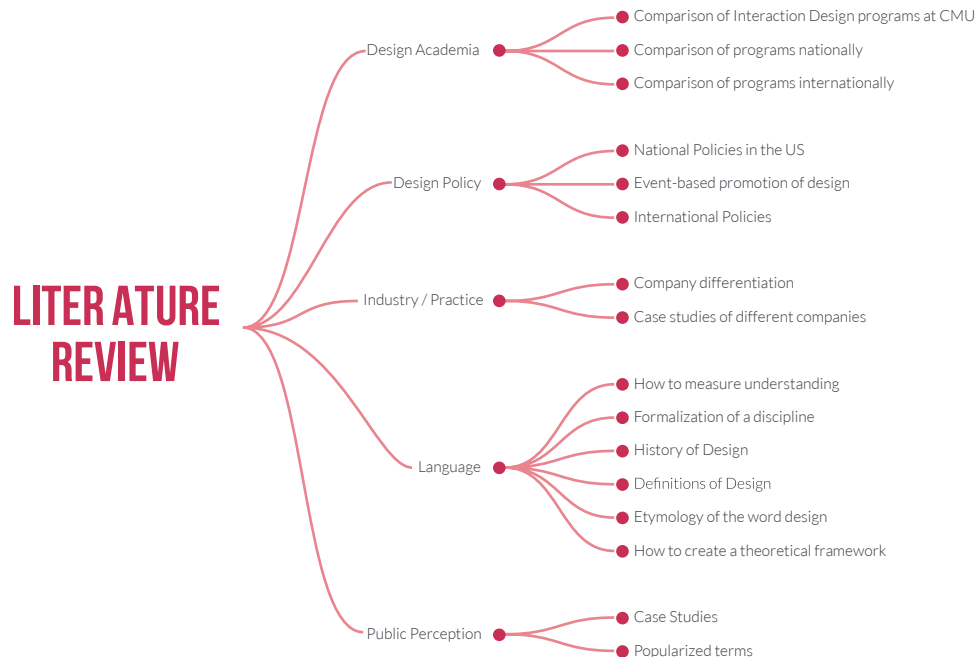 LITER ATURE
REVIEW
Design Academia
Comparison of Interaction Design programs at CMU
Comparison of programs nationally
Comparison of programs internationally
Design Policy
National Policies in the US
Event-based promotion of design
International Policies
Industry / Practice
Company differentiation
Case studies of different companies
Language
How to measure understanding
Formalization of a discipline
History of Design
Definitions of Design
Etymology of the word design
How to create a theoretical framework
Public Perception
Case Studies
Popularized terms